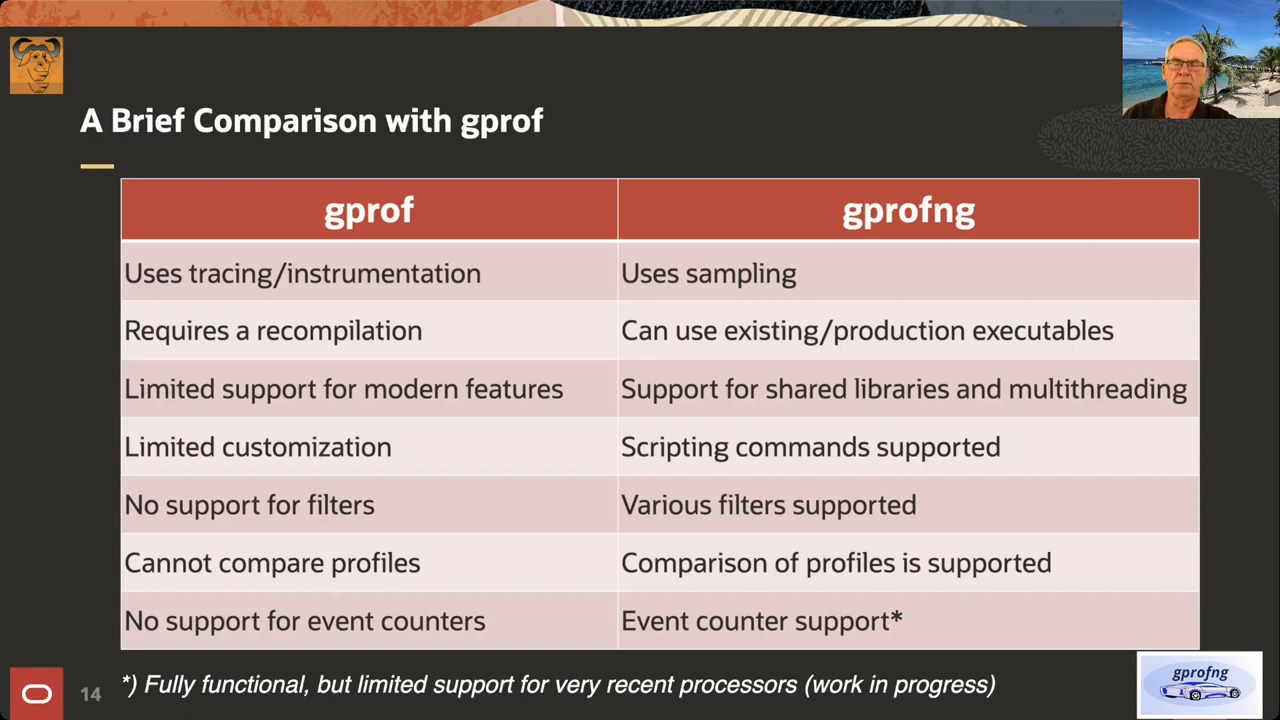 A Brief Comparison with gprof
gprof
gprofng
Uses tracing/instrumentation
Uses sampling
Requires a recompilation
Can use existing/production executables
Limited support for modern features
Support for shared libraries and multithreading
Limited customization
Scripting commands supported
No support for filters
Various filters supported
Cannot compare profiles
Comparison of profiles is supported
No support for event counters
Event counter support*
14
*) Fully functional, but limited support for very recent processors (work in progress)
gprofng